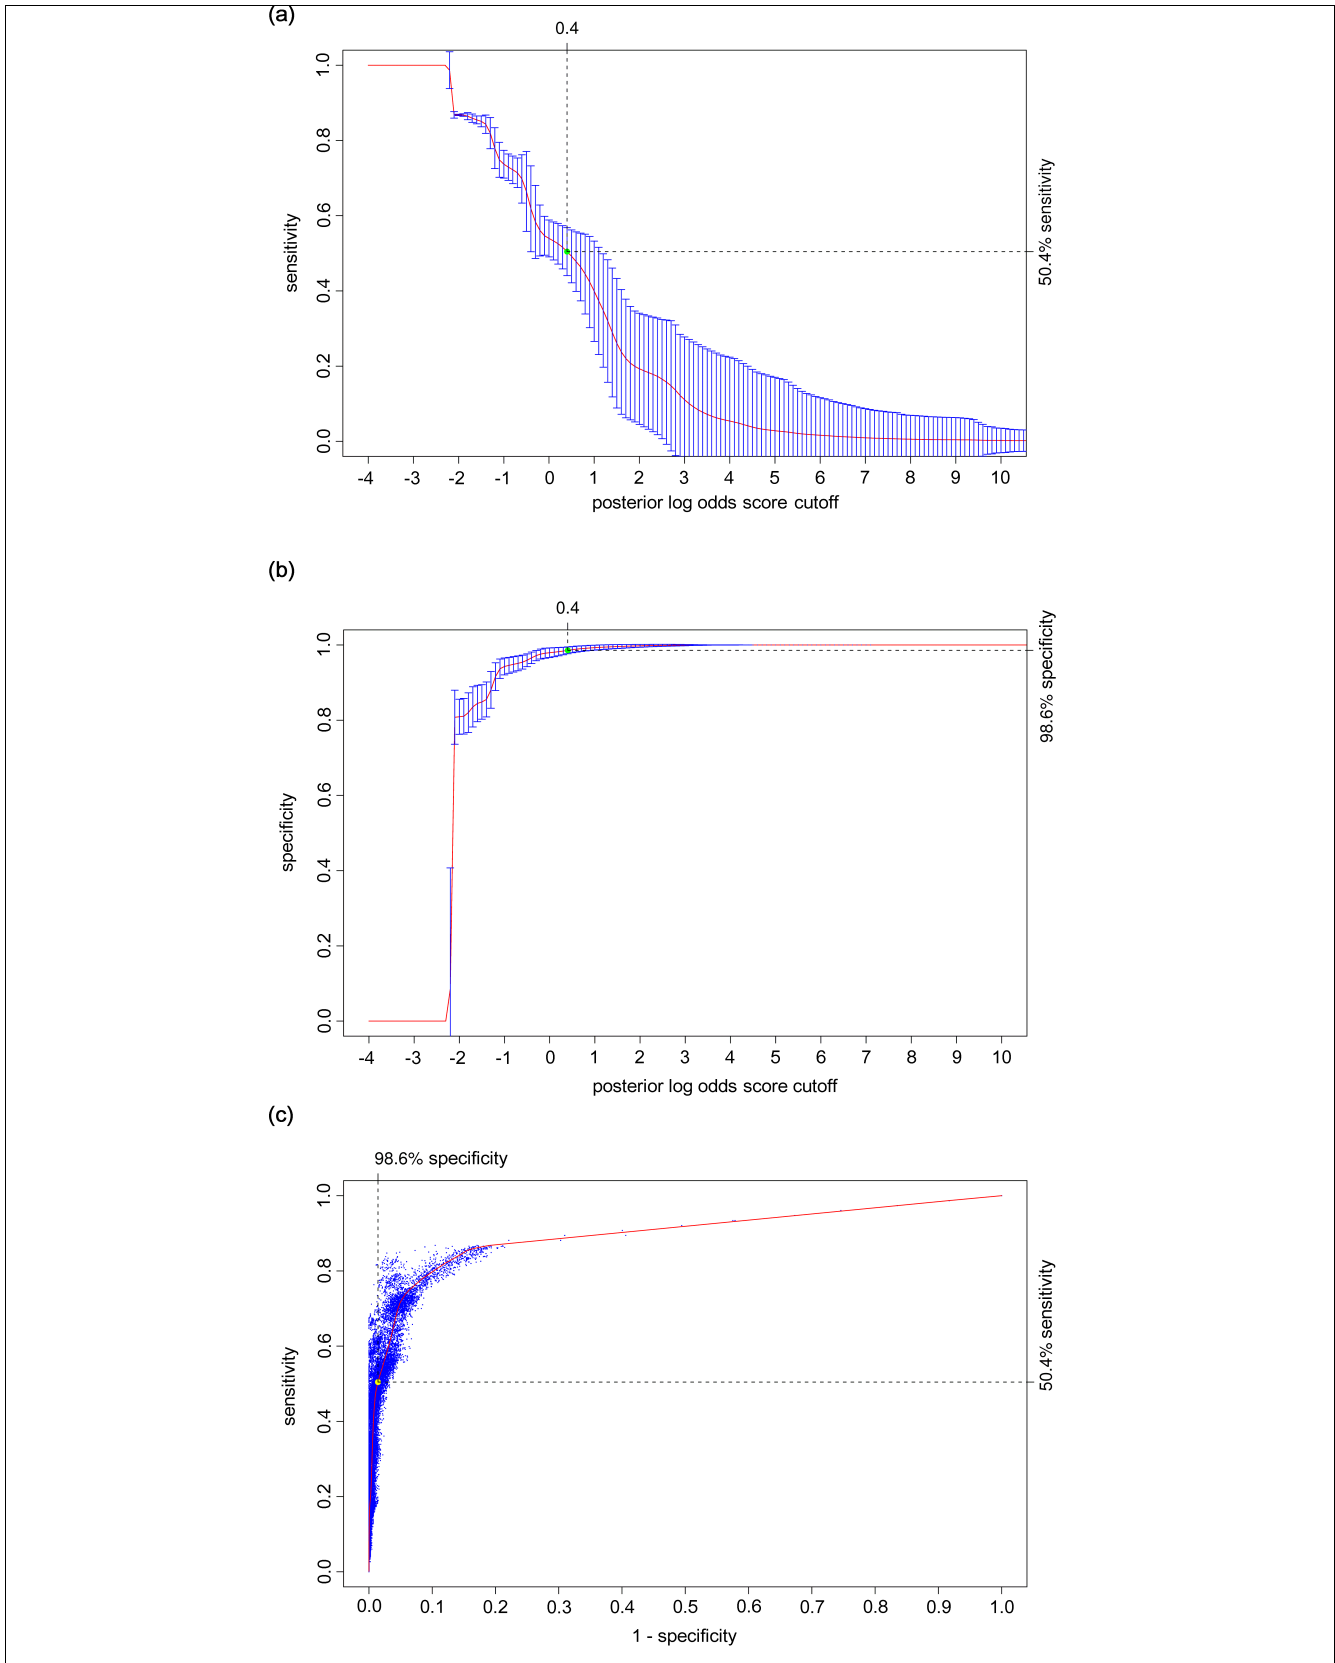 (a)
0.4
1.0
0.8
0.6
0.4
0.2
0.0
sensitivity
50.4% sensitivity
-4 -3 -2 -1 0 1 2 3 4 5 6 7 8 9 10
posterior log odds score cutoff
(b)
0.4
1.0
0.8
0.6
0.4
0.2
0.0
specificity
98.6% specificity
-4 -3 -2 -1 0 1 2 3 4 5 6 7 8 9 10
posterior log odds score cutoff
(c)
98.6% specificity
1.0
0.8
0.6
0.4
0.2
0.0
sensitivity
50.4% sensitivity
0.0 0.1 0.2 0.3 0.4 0.5 0.6 0.7 0.8 0.9 1.0
1 - specificity